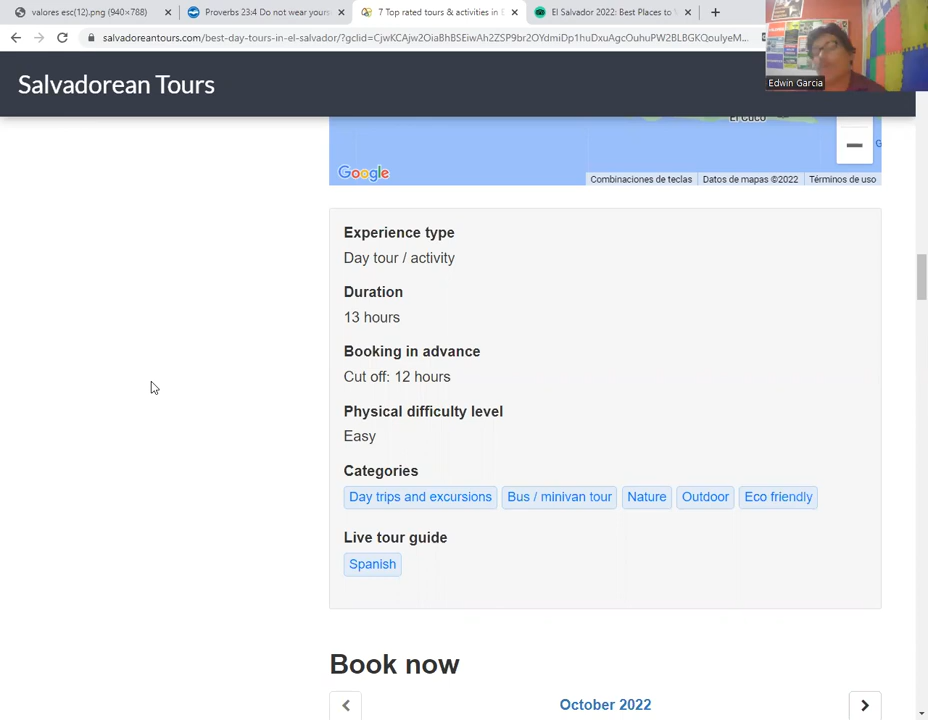 valores esc(12).png (940×788)
Proverbs 23:4 Do not wear yours
7 Top rated tours & activities in
El Salvador 2022: Best Places to
salvadoreantours.com/best-day-tours-in-el-salvador/?gclid=
Salvadorean Tours
Edwin Garcia
El Cuco
Google
Combinaciones de teclas
Datos de mapas ©2022
Términos de uso
Experience type
Day tour / activity
Duration
13 hours
Booking in advance
Cut off: 12 hours
Physical difficulty level
Easy
Categories
Day trips and excursions
Bus / minivan tour
Nature
Outdoor
Eco friendly
Live tour guide
Spanish
Book now
October 2022